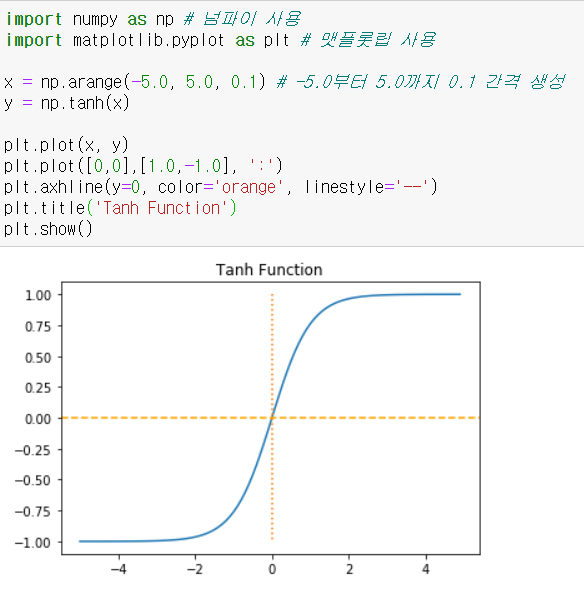 import numpy as np # 넘파이 사용
import matplotlib.pyplot as plt # 맷플롯립 사용
x = np.arange(-5.0, 5.0, 0.1) # -5.0부터 5.0까지 0.1 간격 생성
y = np.tanh(x)
plt.plot(x, y)
plt.plot([0,0],[1.0,-1.0], ':')
plt.axhline(y=0, color='orange', linestyle='--')
plt.title('Tanh Function')
plt.show()
Tanh Function
1.00
0.75
0.50
0.25
0.00
−0.25
−0.50
−0.75
−1.00
−4 −2 0 2 4